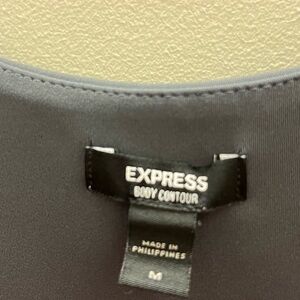 EXPRESS
BODY CONTOUR
MADE IN
PHILIPPINES
M